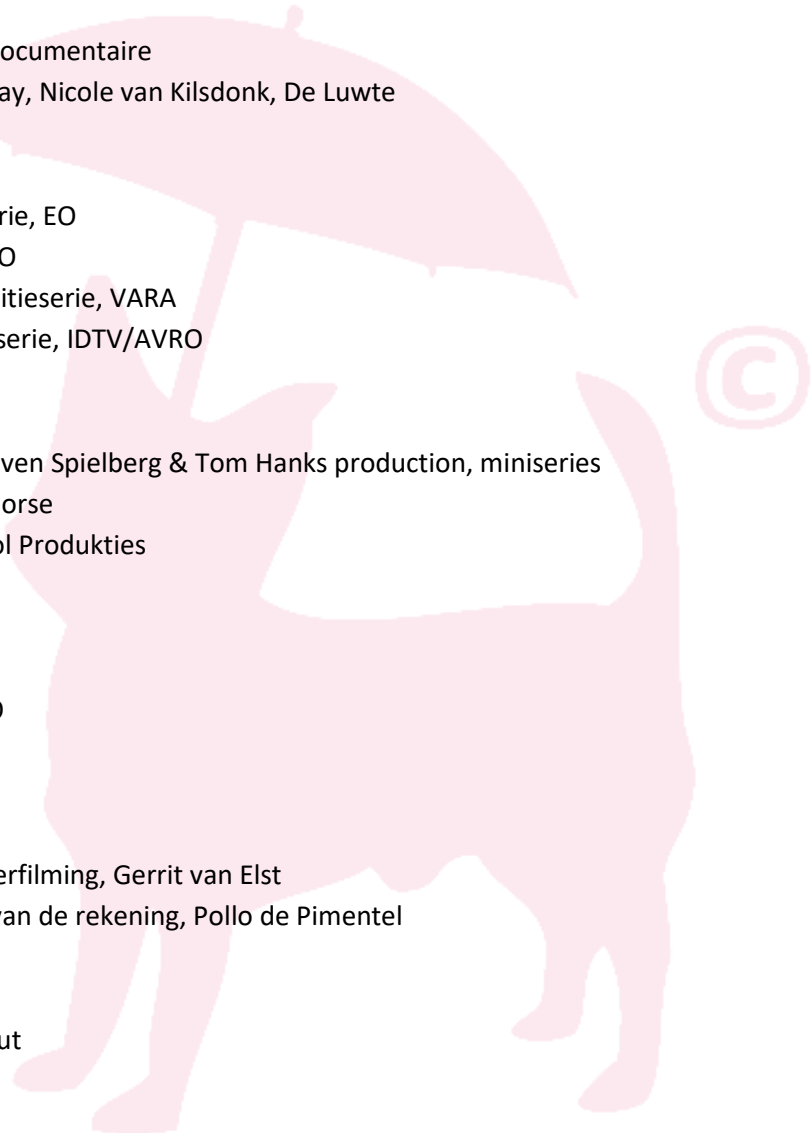 ocumentaire
ay, Nicole van Kilsdonk, De Luwte
rie, EO
O
itieserie, VARA
serie, IDTV/AVRO
©
ven Spielberg & Tom Hanks production, miniseries
orse
ol Produkties
O
erfilming, Gerrit van Elst
van de rekening, Pollo de Pimentel
ut